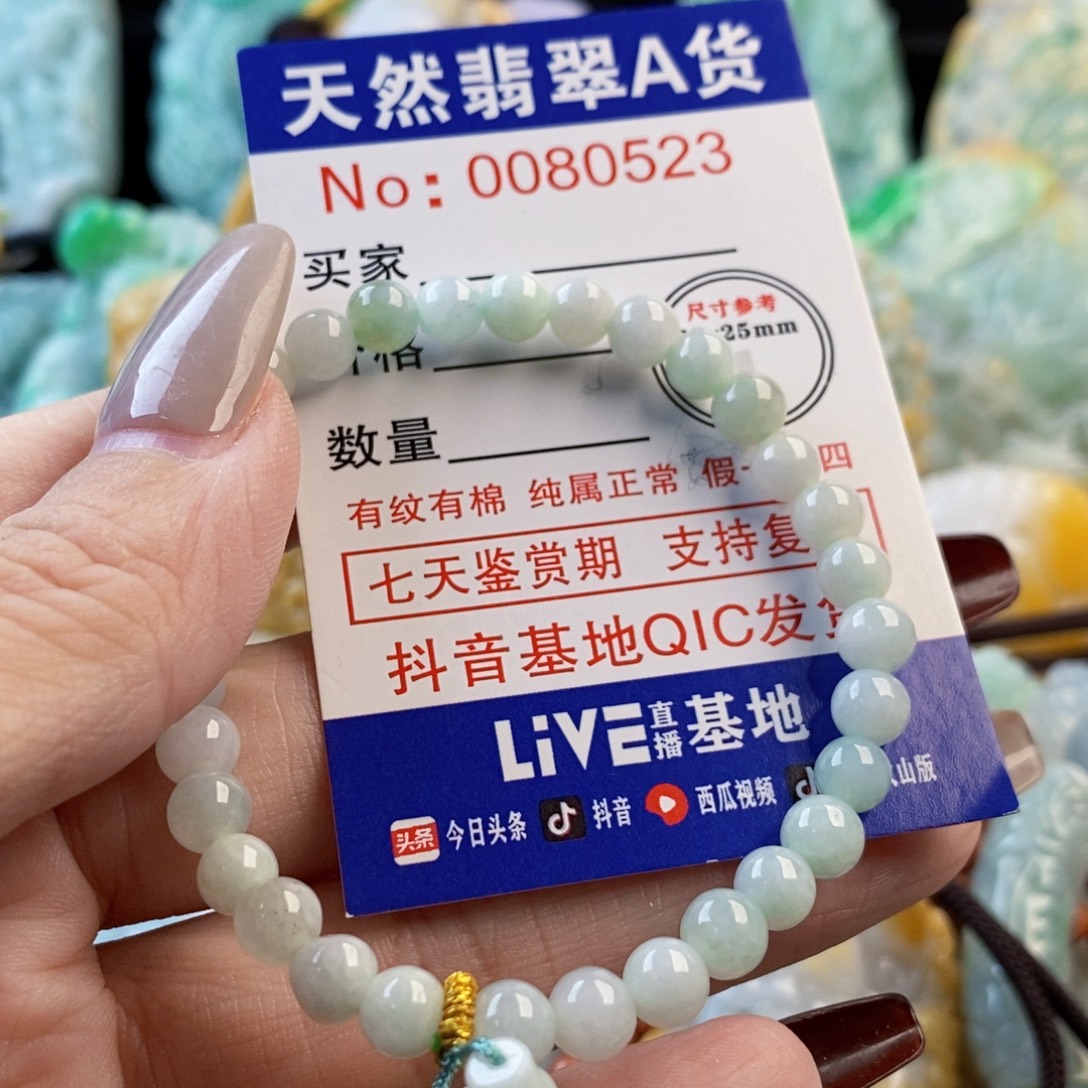 天然翡翠A货
No: 0080523
买家
格
尺寸参考
25mm
数量
有纹有棉 纯属正常 假一 四
七天鉴赏期 支持复
抖音基地QIC发
LiVE直播基地
头条 今日头条 抖音 西瓜视频 山版